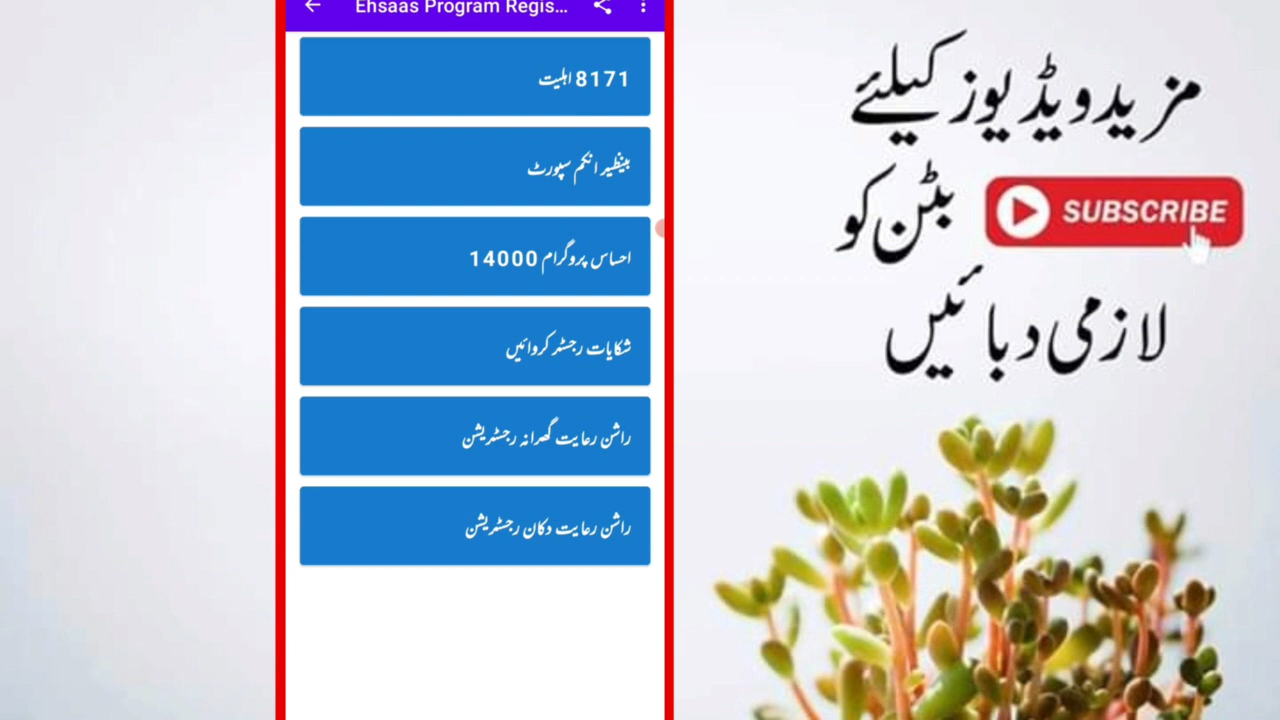 Ehsaas Program Regis...
8171 اہلیت
بینظیر انکم سپورٹ
احساس پروگرام 14000
شکایات رجسٹر کروائیں
راشن رعایت گھرانہ رجسٹریشن
راشن رعایت دکان رجسٹریشن
مزید ویڈیوز کیلئے
SUBSCRIBE بٹن کو
لازمی دبائیں